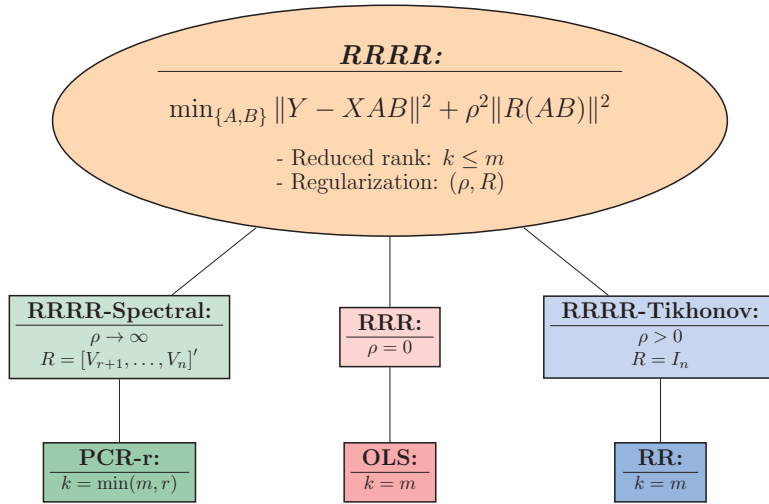 RRRR:
min_{A,B} ‖Y − XAB‖² + ρ²‖R(AB)‖²
- Reduced rank: k ≤ m
- Regularization: (ρ, R)
RRRR-Spectral:
ρ → ∞
R = [V_{r+1}, . . . , V_n]′
RRR:
ρ = 0
RRRR-Tikhonov:
ρ > 0
R = I_n
PCR-r:
k = min(m, r)
OLS:
k = m
RR:
k = m